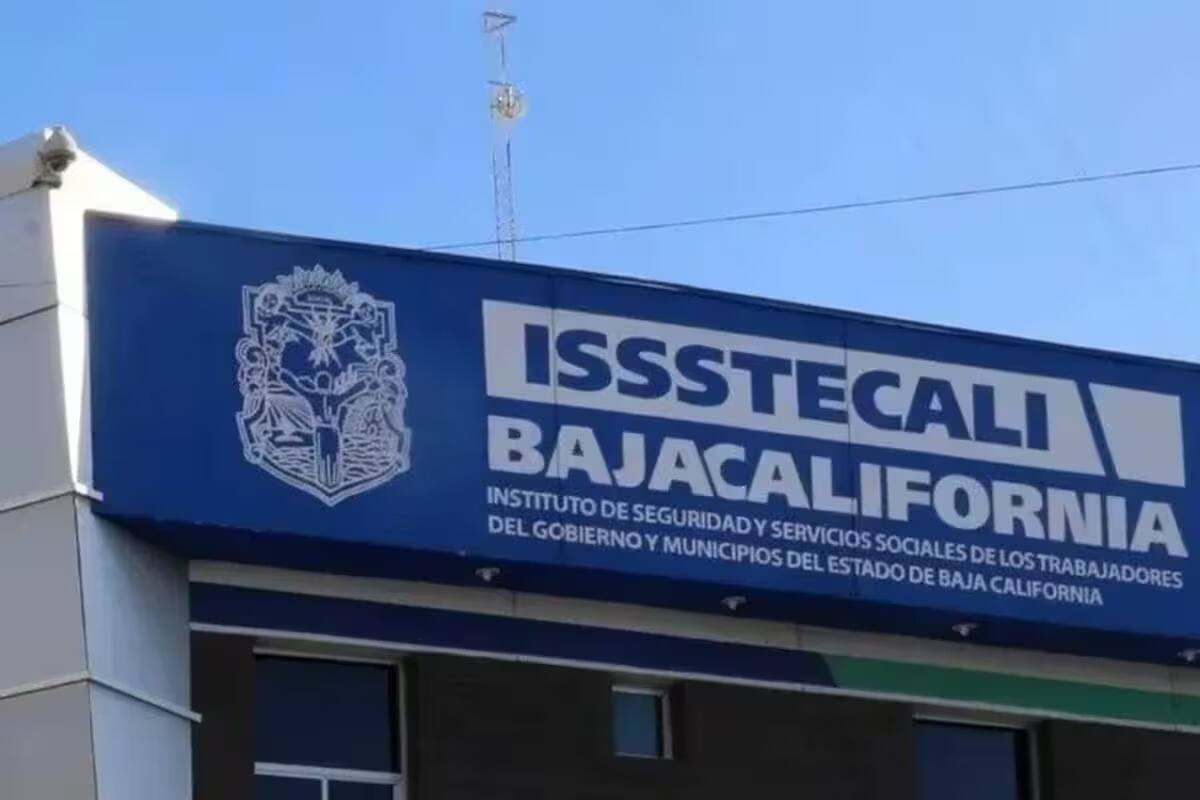 ISSSTECALI
BAJACALIFORNIA
INSTITUTO DE SEGURIDAD Y SERVICIOS SOCIALES DE LOS TRABAJADORES
DEL GOBIERNO Y MUNICIPIOS DEL ESTADO DE BAJA CALIFORNIA